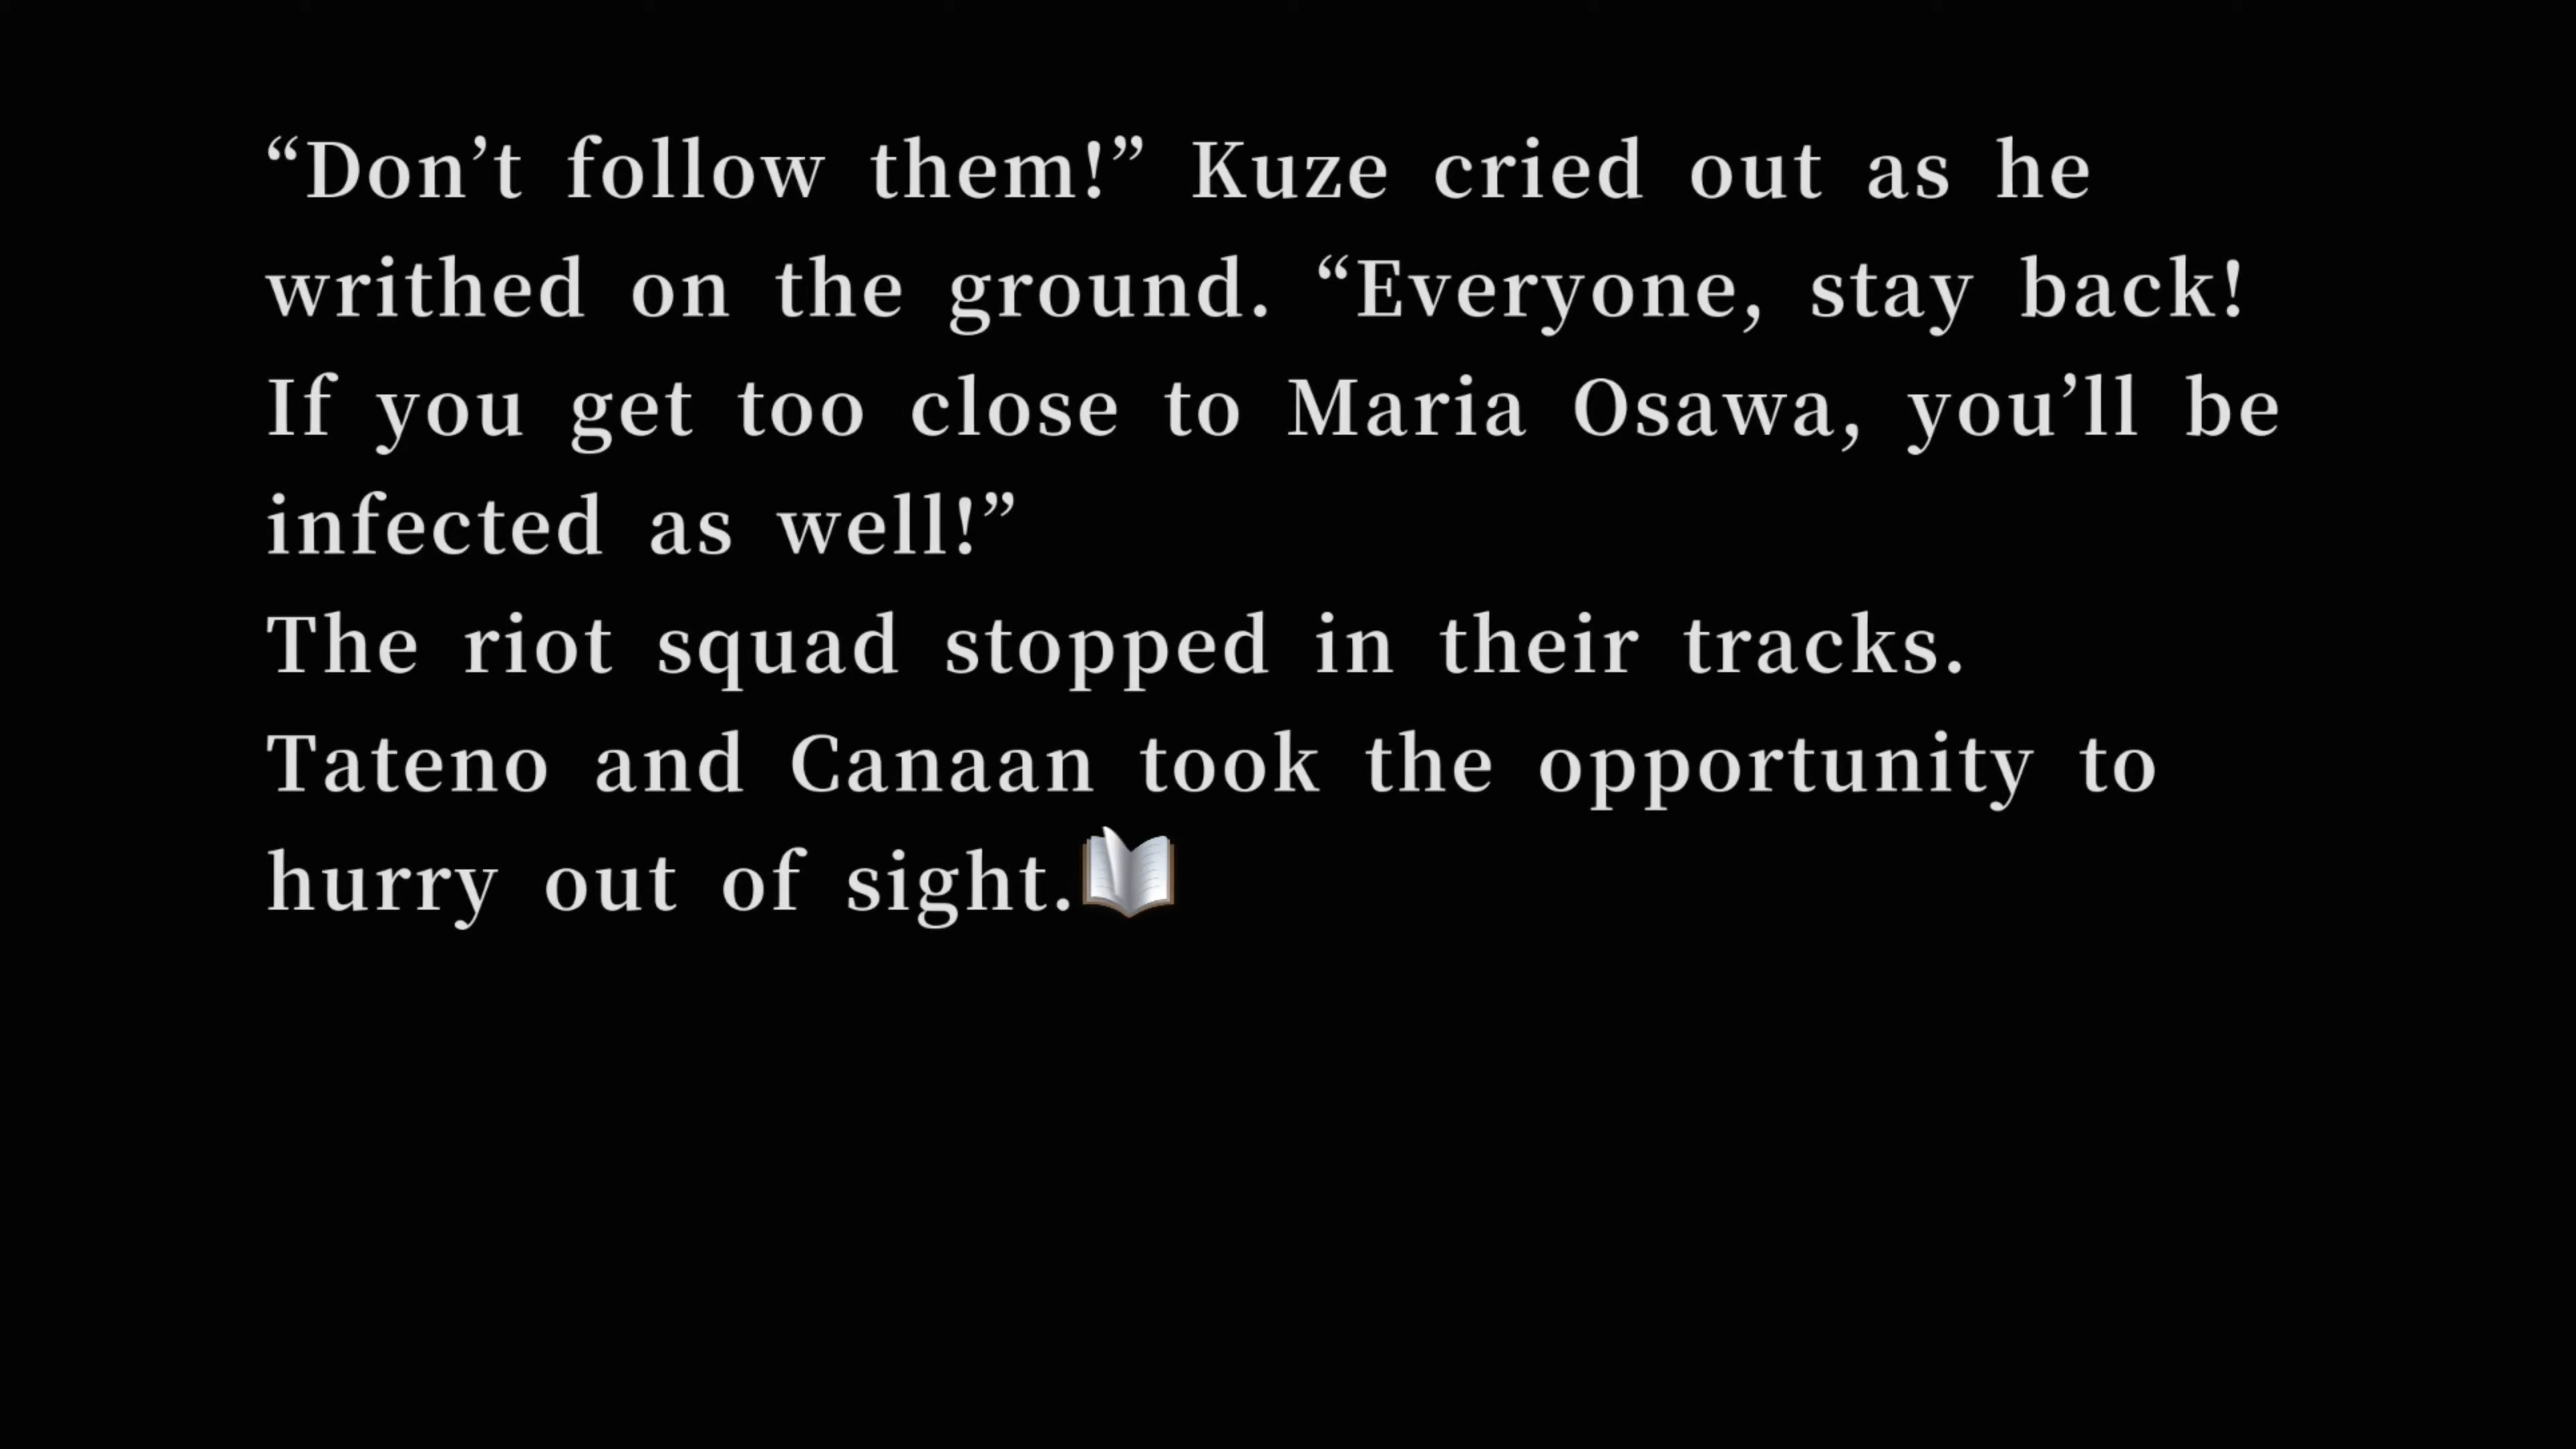 “Don’t follow them!” Kuze cried out as he
writhed on the ground. “Everyone, stay back!
If you get too close to Maria Osawa, you’ll be
infected as well!”
The riot squad stopped in their tracks.
Tateno and Canaan took the opportunity to
hurry out of sight.